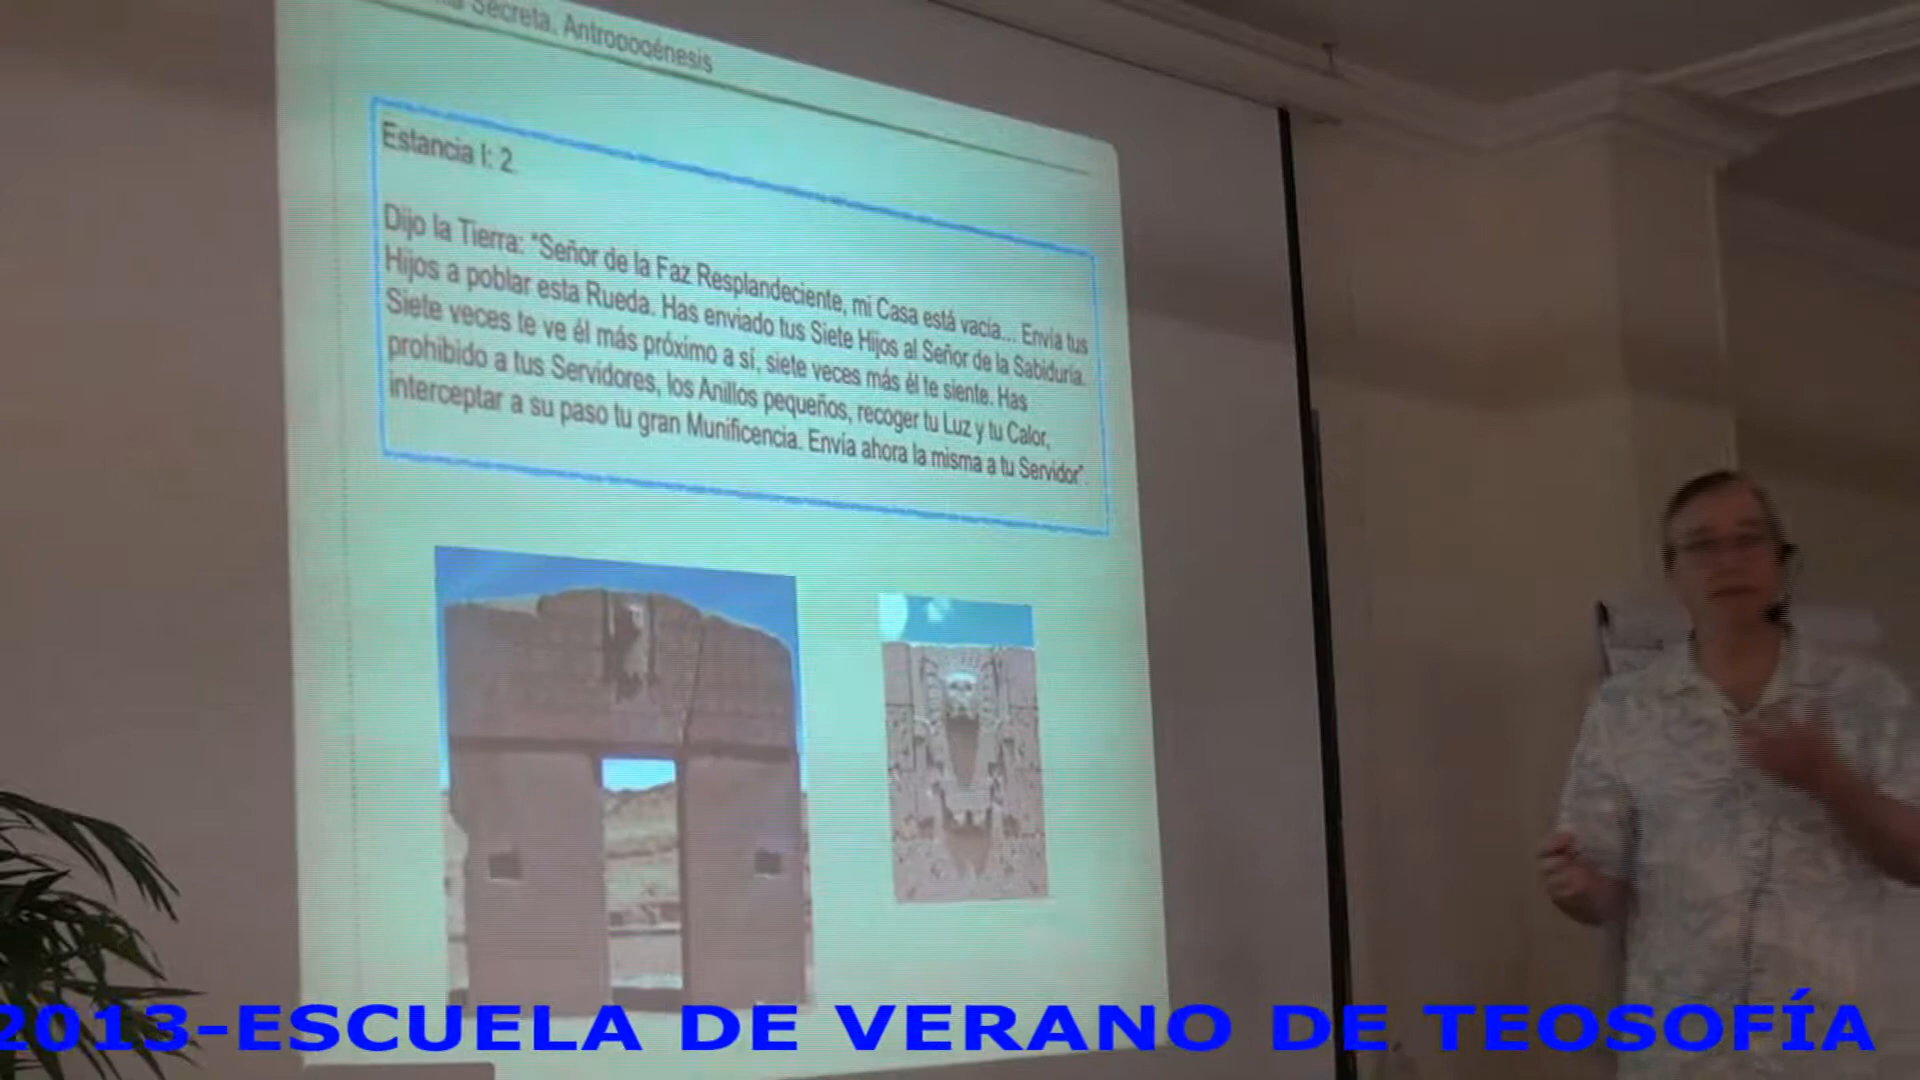 Secreta. Antropogénesis
Estancia I: 2
Dijo la Tierra: "Señor de la Faz Resplandeciente, mi Casa está vacía... Envía tus
Hijos a poblar esta Rueda. Has enviado tus Siete Hijos al Señor de la Sabiduría.
Siete veces te ve él más próximo a sí, siete veces más él te siente. Has
prohibido a tus Servidores, los Anillos pequeños, recoger tu Luz y tu Calor,
interceptar a su paso tu gran Munificencia. Envía ahora la misma a tu Servidor".
2013-ESCUELA DE VERANO DE TEOSOFÍA